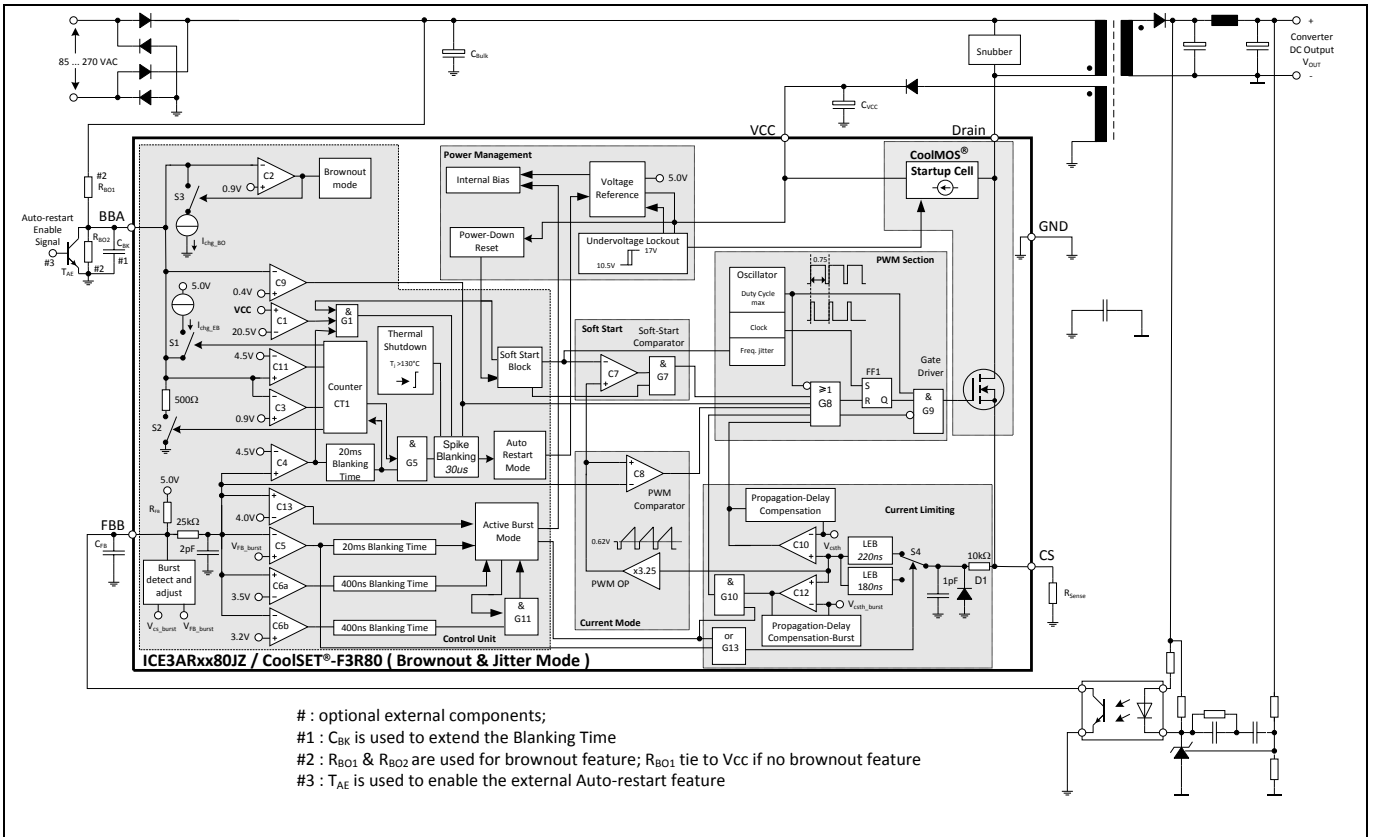 85 ... 270 VAC
C_Bulk
Snubber
+
Converter
DC Output
V_OUT
-
C_VCC
VCC
Drain
#2
R_BO1
S3
0.9V
C2
Brownout
mode
I_chg_BO
Auto-restart
Enable
Signal
#3
T_AE
BBA
R_BO2
#2
C_BK
#1
Power Management
Internal Bias
Voltage
Reference
5.0V
Power-Down
Reset
Undervoltage Lockout
17V
10.5V
CoolMOS®
Startup Cell
GND
5.0V
I_chg_EB
S1
0.4V
C9
VCC
20.5V
C1
&
G1
4.5V
C11
500Ω
S2
0.9V
C3
Counter
CT1
Thermal
Shutdown
Tj >130°C
4.5V
C4
20ms
Blanking
Time
&
G5
Spike
Blanking
30us
Auto
Restart
Mode
Soft Start
Block
Soft Start
Soft-Start
Comparator
C7
&
G7
PWM Section
Oscillator
Duty Cycle
max
0.75
Clock
Freq. jitter
≥1
G8
FF1
S
R
Q
Gate
Driver
&
G9
5.0V
R_FB
25kΩ
FBB
C_FB
2pF
Burst
detect and
adjust
V_cs_burst
V_FB_burst
C13
4.0V
V_FB_burst
C5
20ms Blanking Time
3.5V
C6a
400ns Blanking Time
3.2V
C6b
400ns Blanking Time
Active Burst
Mode
&
G11
Control Unit
C8
PWM
Comparator
0.62V
x3.25
PWM OP
Current Mode
Propagation-Delay
Compensation
Current Limiting
V_csth
C10
LEB
220ns
LEB
180ns
S4
10kΩ
1pF
D1
CS
R_Sense
&
G10
C12
V_csth_burst
Propagation-Delay
Compensation-Burst
or
G13
ICE3ARxx80JZ / CoolSET®-F3R80 ( Brownout & Jitter Mode )
# : optional external components;
#1 : C_BK is used to extend the Blanking Time
#2 : R_BO1 & R_BO2 are used for brownout feature; R_BO1 tie to Vcc if no brownout feature
#3 : T_AE is used to enable the external Auto-restart feature